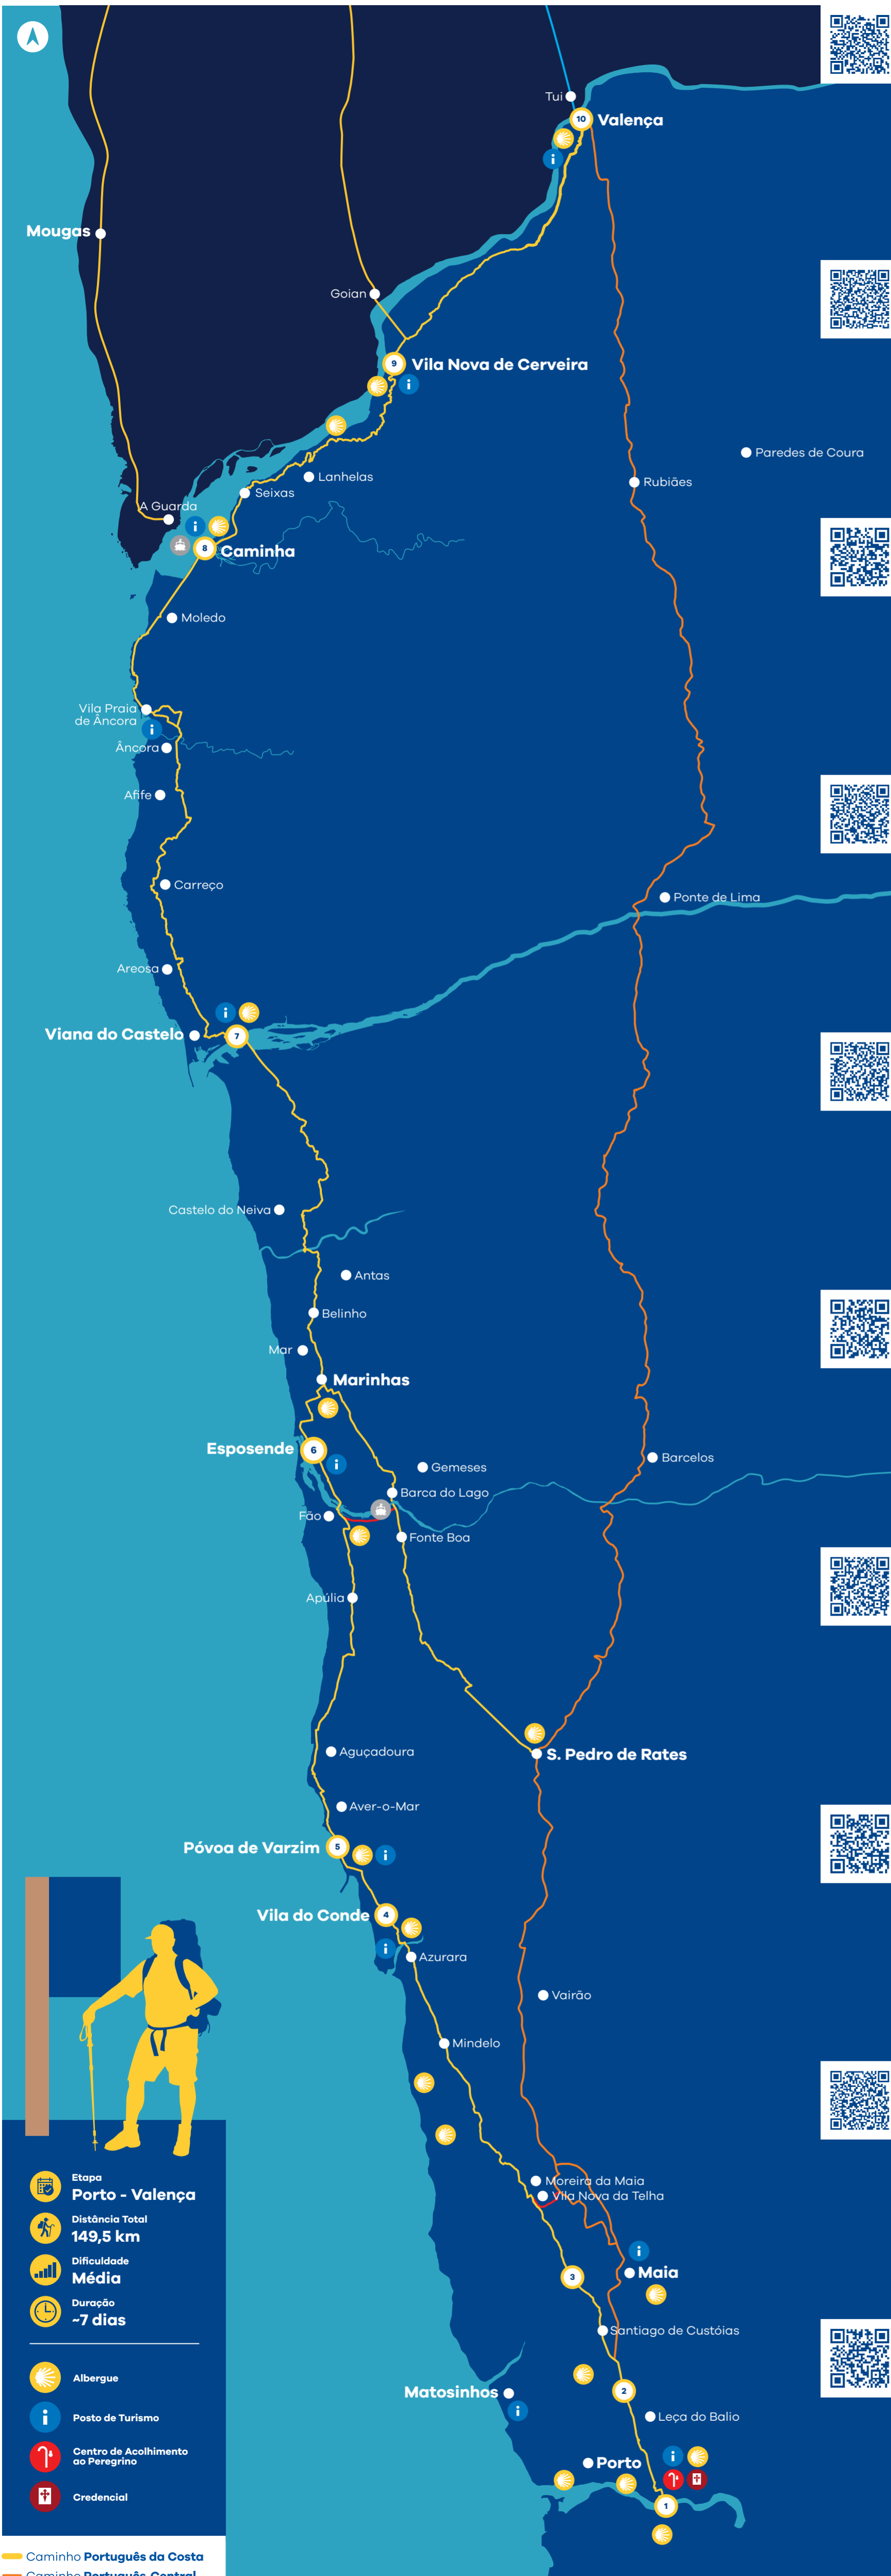 Tui
10
Valença
i
Mougas
Goian
9
Vila Nova de Cerveira
i
Paredes de Coura
Lanhelas
Rubiães
Seixas
A Guarda
i
8
Caminha
Moledo
Vila Praia
de Âncora
i
Âncora
Afife
Carreço
Ponte de Lima
Areosa
i
Viana do Castelo
7
Castelo do Neiva
Antas
Belinho
Mar
Marinhas
Esposende
6
i
Barcelos
Gemeses
Barca do Lago
Fão
Fonte Boa
Apúlia
Aguçadoura
S. Pedro de Rates
Aver-o-Mar
Póvoa de Varzim
5
i
Vila do Conde
4
i
Azurara
Vairão
Mindelo
Moreira da Maia
Vila Nova da Telha
i
Maia
3
Santiago de Custóias
Matosinhos
i
2
Leça do Balio
Porto
i
1
Etapa
Porto - Valença
Distância Total
149,5 km
Dificuldade
Média
Duração
~7 dias
Albergue
i
Posto de Turismo
Centro de Acolhimento
ao Peregrino
Credencial
Caminho Português da Costa
Caminho Português Central